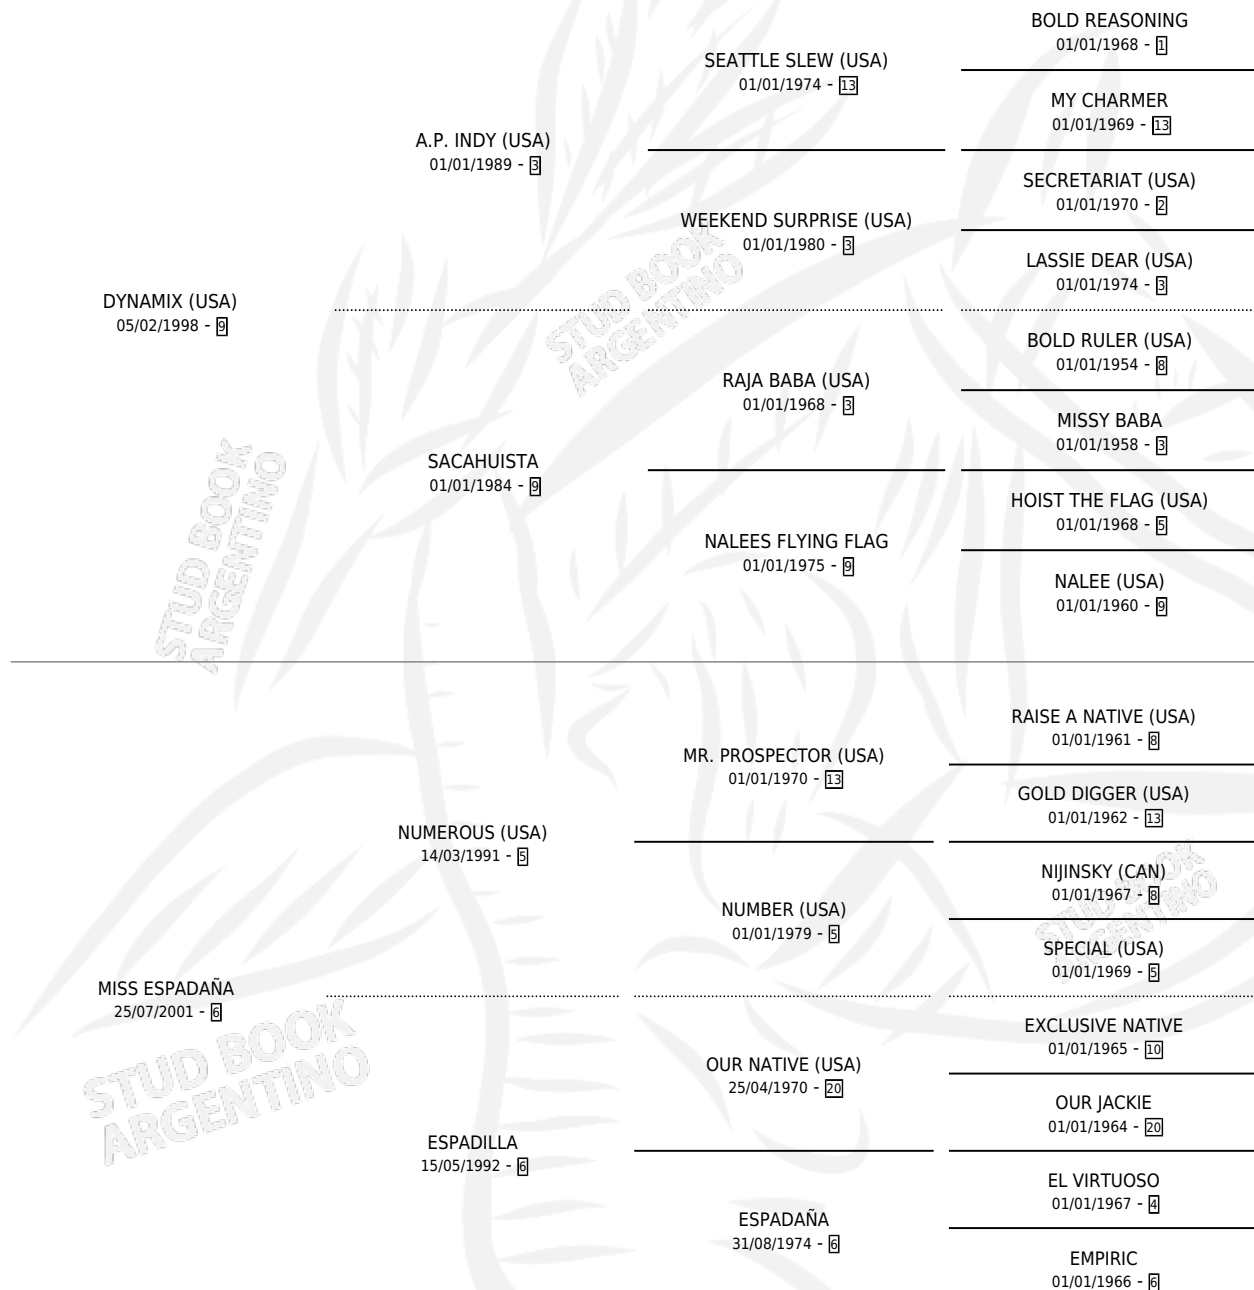 BOLD REASONING
01/01/1968 - 1
SEATTLE SLEW (USA)
01/01/1974 - 13
MY CHARMER
01/01/1969 - 13
A.P. INDY (USA)
01/01/1989 - 3
SECRETARIAT (USA)
01/01/1970 - 2
WEEKEND SURPRISE (USA)
01/01/1980 - 3
LASSIE DEAR (USA)
01/01/1974 - 3
DYNAMIX (USA)
05/02/1998 - 9
BOLD RULER (USA)
01/01/1954 - 8
RAJA BABA (USA)
01/01/1968 - 3
MISSY BABA
01/01/1958 - 3
SACAHUISTA
01/01/1984 - 9
HOIST THE FLAG (USA)
01/01/1968 - 5
NALEES FLYING FLAG
01/01/1975 - 9
NALEE (USA)
01/01/1960 - 9
RAISE A NATIVE (USA)
01/01/1961 - 8
MR. PROSPECTOR (USA)
01/01/1970 - 13
GOLD DIGGER (USA)
01/01/1962 - 13
NUMEROUS (USA)
14/03/1991 - 5
NIJINSKY (CAN)
01/01/1967 - 8
NUMBER (USA)
01/01/1979 - 5
SPECIAL (USA)
01/01/1969 - 5
MISS ESPADAÑA
25/07/2001 - 6
EXCLUSIVE NATIVE
01/01/1965 - 10
OUR NATIVE (USA)
25/04/1970 - 20
OUR JACKIE
01/01/1964 - 20
ESPADILLA
15/05/1992 - 6
EL VIRTUOSO
01/01/1967 - 4
ESPADAÑA
31/08/1974 - 6
EMPIRIC
01/01/1966 - 6
STUD BOOK
ARGENTINO
STUD BOOK
ARGENTINO
STUD BOOK
ARGENTINO
STUD BOOK
ARGENTINO